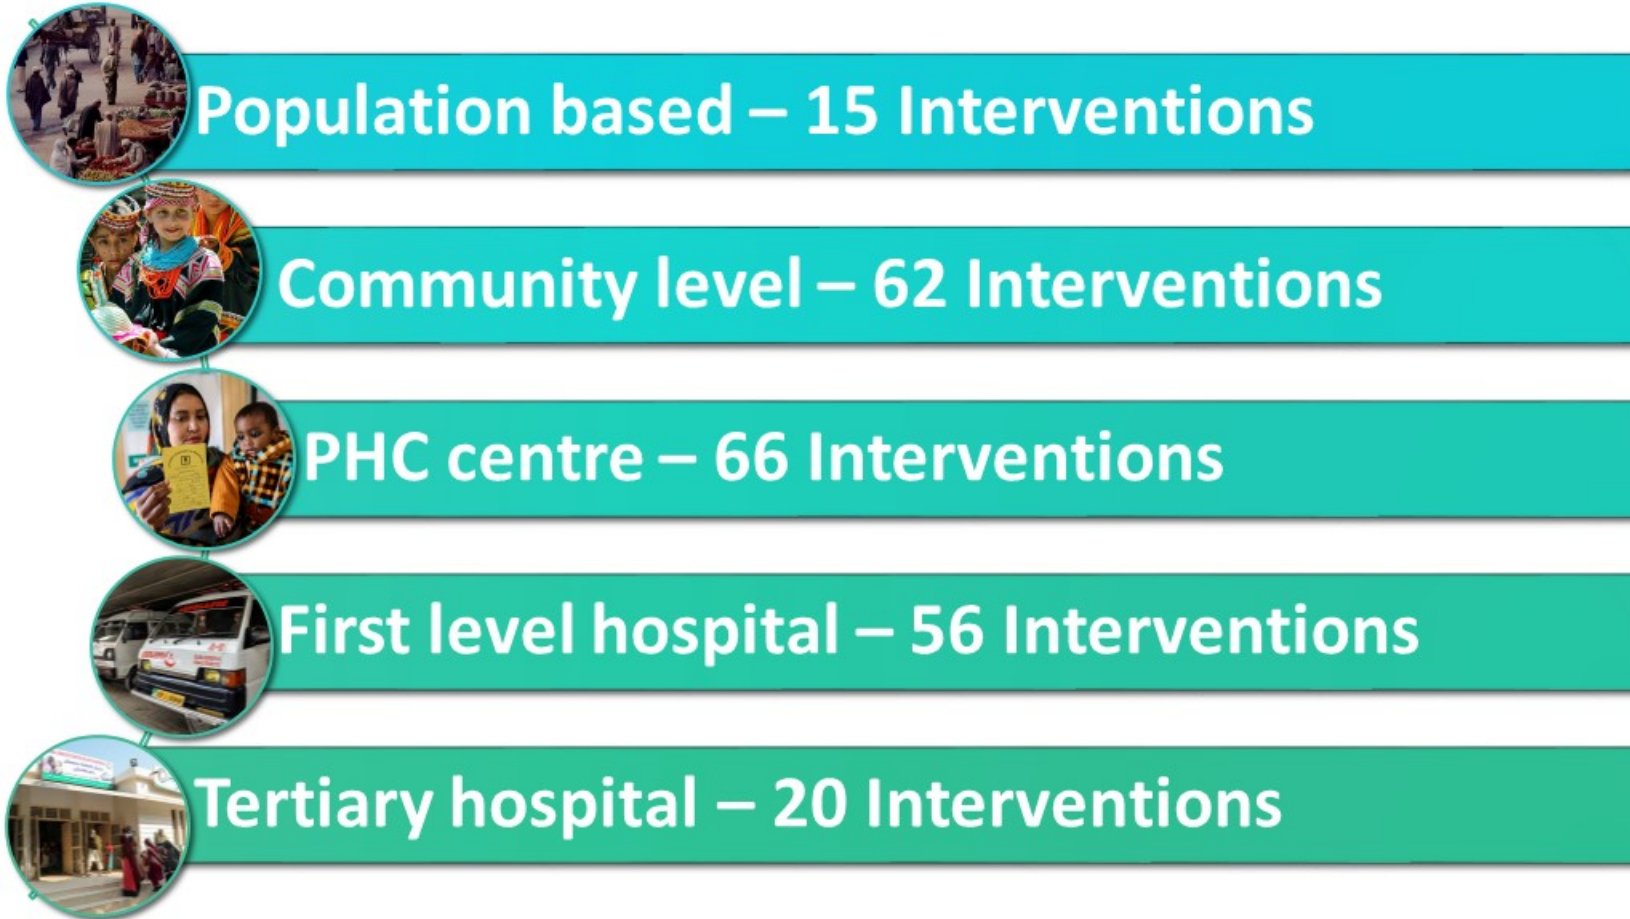 Population based – 15 Interventions
Community level – 62 Interventions
PHC centre – 66 Interventions
First level hospital – 56 Interventions
Tertiary hospital – 20 Interventions